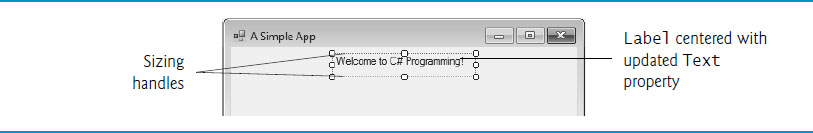 A Simple App
Sizing
handles
Welcome to C# Programming!
Label centered with
updated Text
property